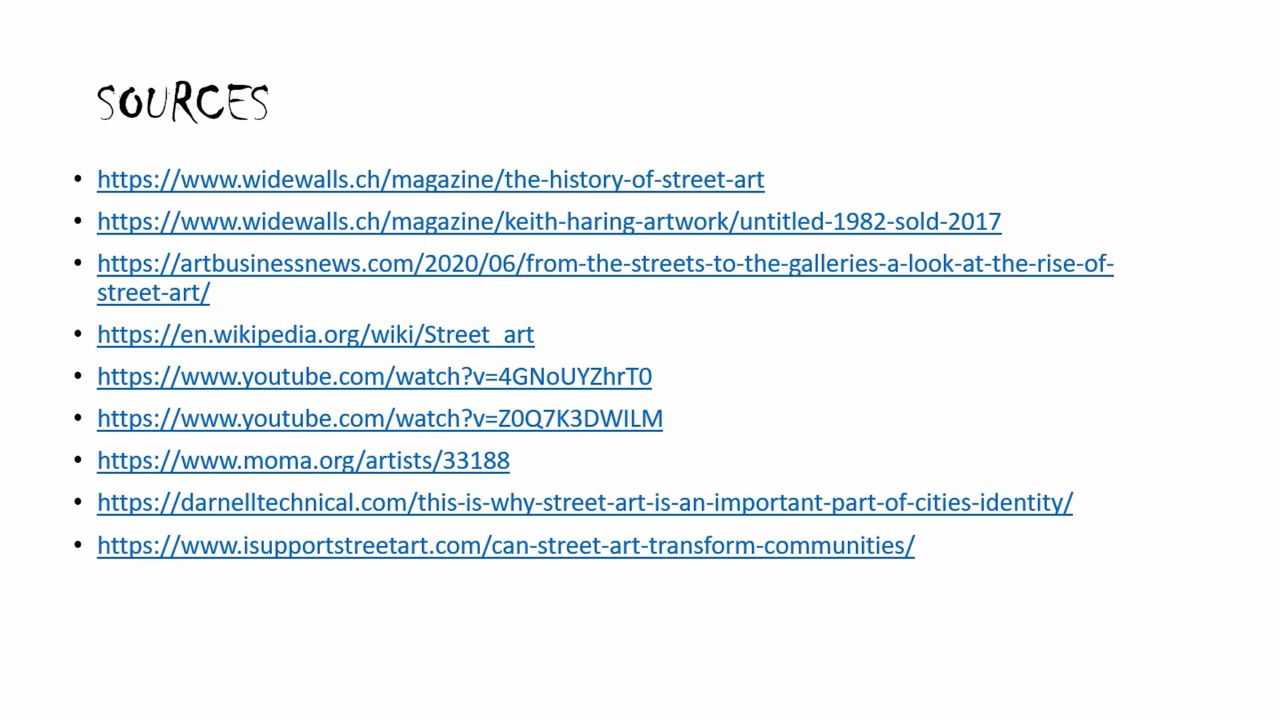 SOURCES
• https://www.widewalls.ch/magazine/the-history-of-street-art
• https://www.widewalls.ch/magazine/keith-haring-artwork/untitled-1982-sold-2017
• https://artbusinessnews.com/2020/06/from-the-streets-to-the-galleries-a-look-at-the-rise-of-
street-art/
• https://en.wikipedia.org/wiki/Street_art
• https://www.youtube.com/watch?v=4GNoUYZhrT0
• https://www.youtube.com/watch?v=Z0Q7K3DWILM
• https://www.moma.org/artists/33188
• https://darnelltechnical.com/this-is-why-street-art-is-an-important-part-of-cities-identity/
• https://www.isupportstreetart.com/can-street-art-transform-communities/